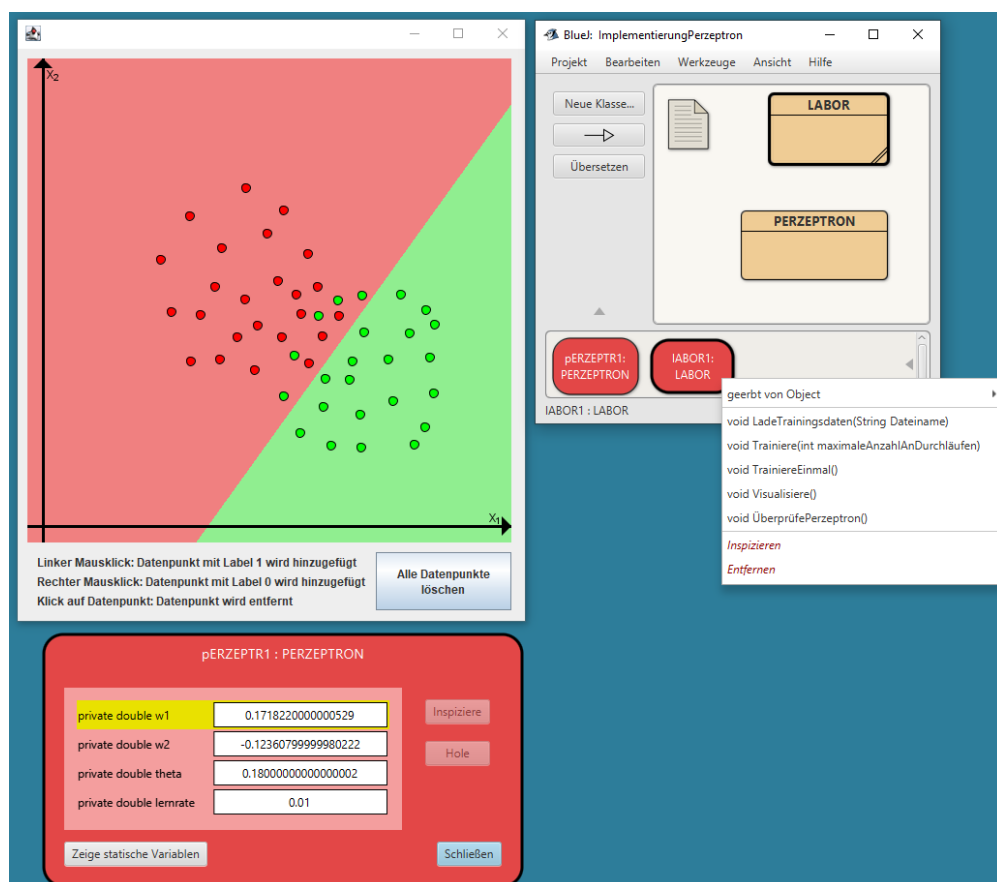 X2
X1
Linker Mausklick: Datenpunkt mit Label 1 wird hinzugefügt
Rechter Mausklick: Datenpunkt mit Label 0 wird hinzugefügt
Klick auf Datenpunkt: Datenpunkt wird entfernt
Alle Datenpunkte
löschen
BlueJ: ImplementierungPerzeptron
Projekt Bearbeiten Werkzeuge Ansicht Hilfe
Neue Klasse...
Übersetzen
LABOR
PERZEPTRON
pERZEPTR1:
PERZEPTRON
lABOR1:
LABOR
lABOR1 : LABOR
geerbt von Object
void LadeTrainingsdaten(String Dateiname)
void Trainiere(int maximaleAnzahlAnDurchläufen)
void TrainiereEinmal()
void Visualisiere()
void ÜberprüfePerzeptron()
Inspizieren
Entfernen
pERZEPTR1 : PERZEPTRON
private double w1 0.1718220000000529
private double w2 -0.12360799999980222
private double theta 0.18000000000000002
private double lernrate 0.01
Inspiziere
Hole
Zeige statische Variablen
Schließen